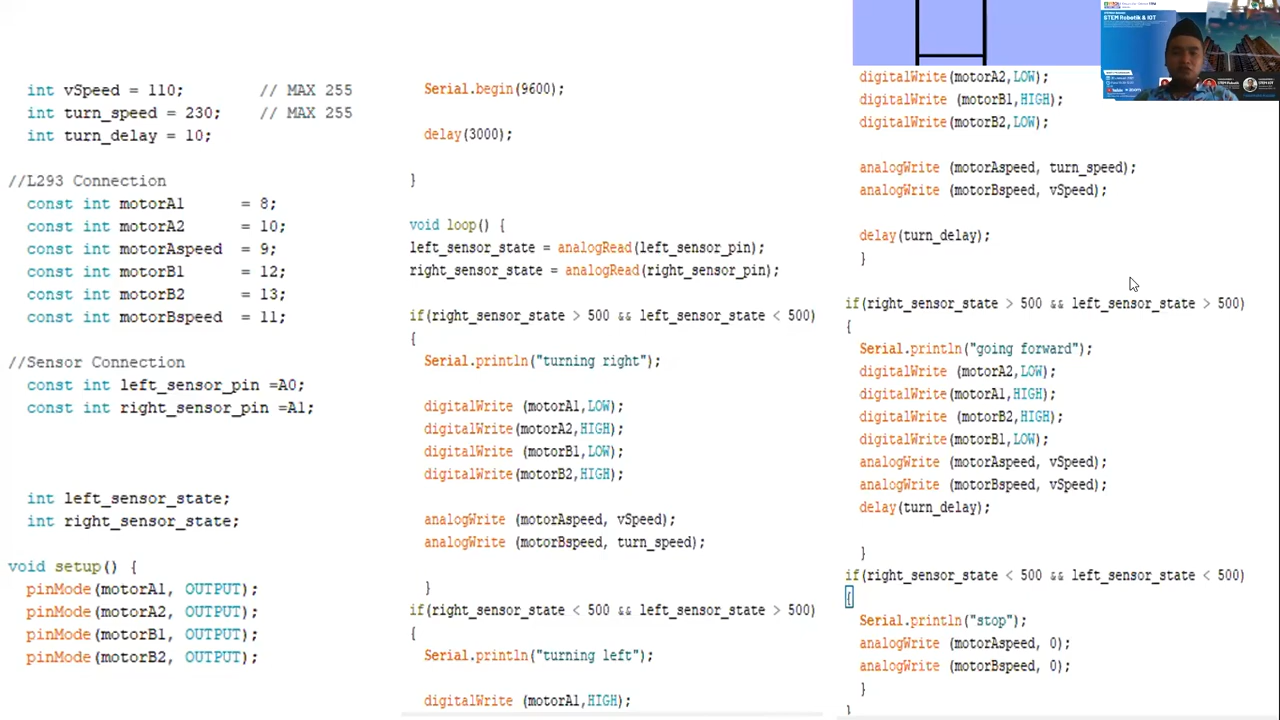 int vSpeed = 110;        // MAX 255
int turn_speed = 230;    // MAX 255
int turn_delay = 10;
//L293 Connection
const int motorA1      = 8;
const int motorA2      = 10;
const int motorAspeed  = 9;
const int motorB1      = 12;
const int motorB2      = 13;
const int motorBspeed  = 11;
//Sensor Connection
const int left_sensor_pin =A0;
const int right_sensor_pin =A1;
int left_sensor_state;
int right_sensor_state;
void setup() {
pinMode(motorA1, OUTPUT);
pinMode(motorA2, OUTPUT);
pinMode(motorB1, OUTPUT);
pinMode(motorB2, OUTPUT);
Serial.begin(9600);
delay(3000);
}
void loop() {
left_sensor_state = analogRead(left_sensor_pin);
right_sensor_state = analogRead(right_sensor_pin);
if(right_sensor_state > 500 && left_sensor_state < 500)
{
Serial.println("turning right");
digitalWrite (motorA1,LOW);
digitalWrite(motorA2,HIGH);
digitalWrite (motorB1,LOW);
digitalWrite(motorB2,HIGH);
analogWrite (motorAspeed, vSpeed);
analogWrite (motorBspeed, turn_speed);
}
if(right_sensor_state < 500 && left_sensor_state > 500)
{
Serial.println("turning left");
digitalWrite (motorA1,HIGH);
digitalWrite(motorA2,LOW);
digitalWrite (motorB1,HIGH);
digitalWrite(motorB2,LOW);
analogWrite (motorAspeed, turn_speed);
analogWrite (motorBspeed, vSpeed);
delay(turn_delay);
}
if(right_sensor_state > 500 && left_sensor_state > 500)
{
Serial.println("going forward");
digitalWrite (motorA2,LOW);
digitalWrite(motorA1,HIGH);
digitalWrite (motorB2,HIGH);
digitalWrite(motorB1,LOW);
analogWrite (motorAspeed, vSpeed);
analogWrite (motorBspeed, vSpeed);
delay(turn_delay);
}
if(right_sensor_state < 500 && left_sensor_state < 500)
{
Serial.println("stop");
analogWrite (motorAspeed, 0);
analogWrite (motorBspeed, 0);
}
}
STEM Robotik & IOT